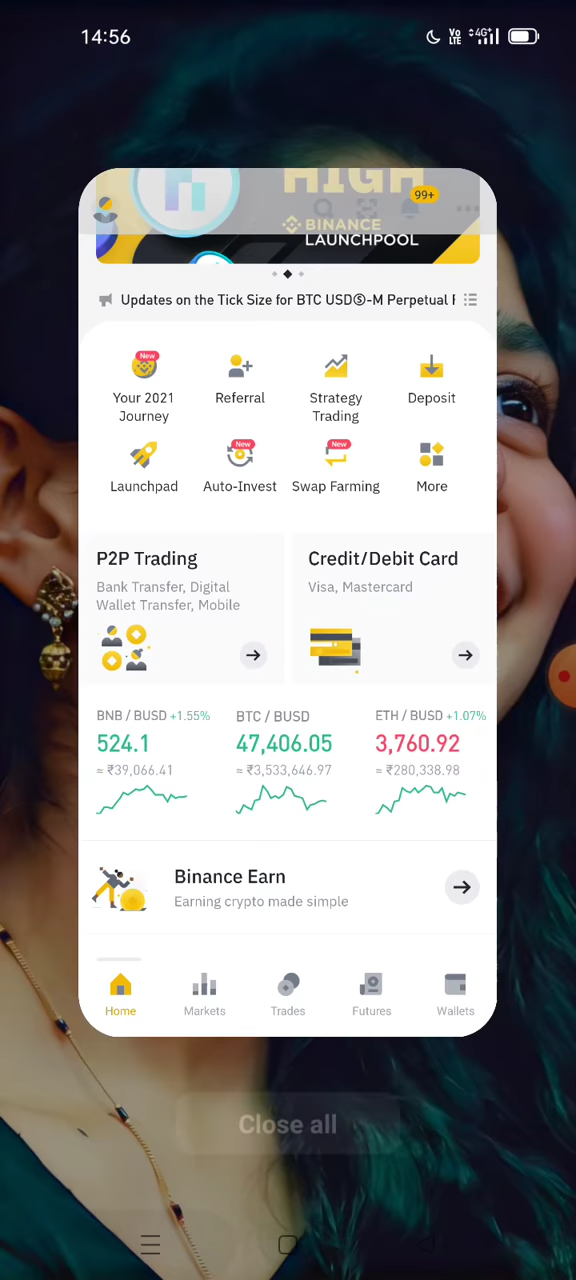 14:56
Vo
LTE
4G+
HIGH
99+
BINANCE
LAUNCHPOOL
Updates on the Tick Size for BTC USDⓈ-M Perpetual F
New
Your 2021
Journey
Referral
Strategy
Trading
Deposit
Launchpad
New
Auto-Invest
New
Swap Farming
More
P2P Trading
Bank Transfer, Digital
Wallet Transfer, Mobile
Credit/Debit Card
Visa, Mastercard
BNB / BUSD +1.55%
524.1
≈ ₹39,066.41
BTC / BUSD
47,406.05
≈ ₹3,533,646.97
ETH / BUSD +1.07%
3,760.92
≈ ₹280,338.98
Binance Earn
Earning crypto made simple
Home
Markets
Trades
Futures
Wallets
Close all